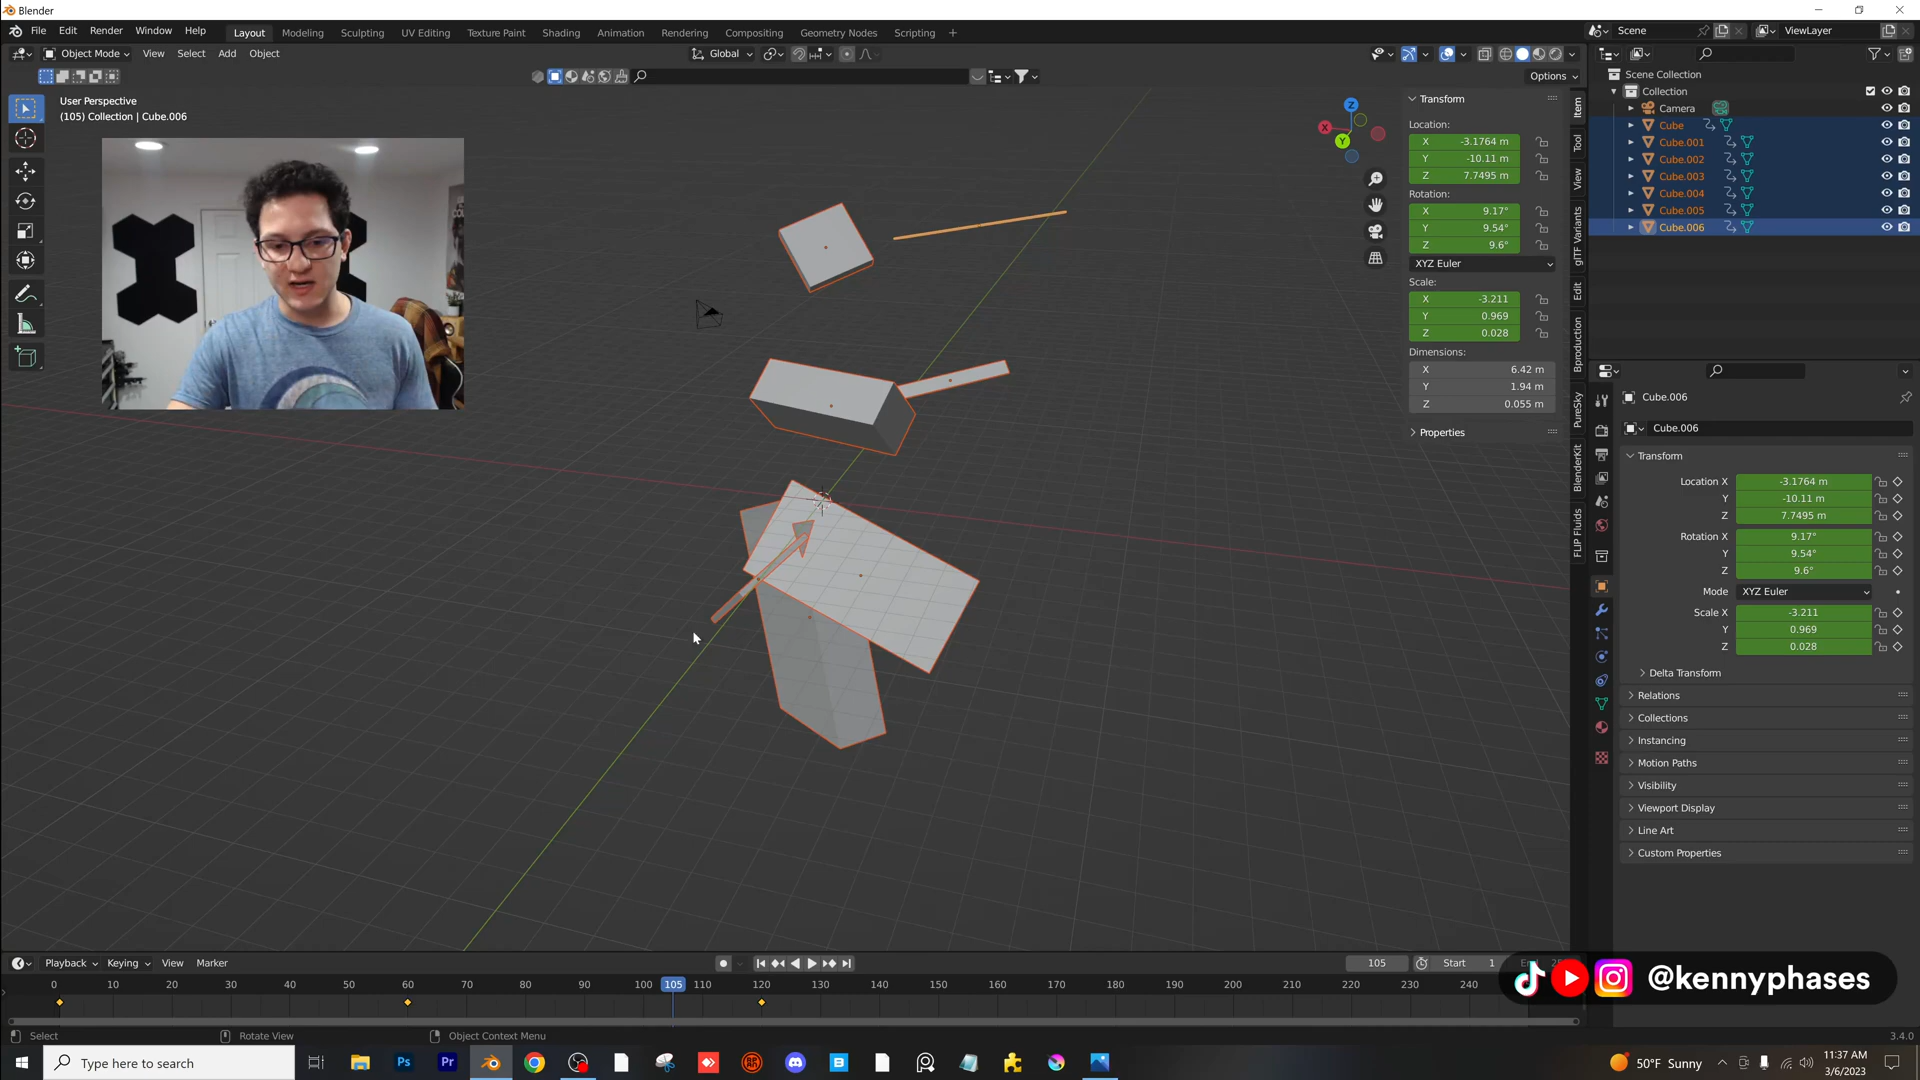 Blender
File Edit Render Window Help
Layout Modeling Sculpting UV Editing Texture Paint Shading Animation Rendering Compositing Geometry Nodes Scripting +
Scene
ViewLayer
Object Mode View Select Add Object
Global
Options
User Perspective
(105) Collection | Cube.006
Transform
Location:
X -3.1764 m
Y -10.11 m
Z 7.7495 m
Rotation:
X 9.17°
Y 9.54°
Z 9.6°
XYZ Euler
Scale:
X -3.211
Y 0.969
Z 0.028
Dimensions:
X 6.42 m
Y 1.94 m
Z 0.055 m
Properties
Z
X
Y
Item
Tool
View
glTF Variants
Edit
Bproduction
PureSky
BlenderKit
FLIP Fluids
Scene Collection
Collection
Camera
Cube
Cube.001
Cube.002
Cube.003
Cube.004
Cube.005
Cube.006
Cube.006
Cube.006
Transform
Location X -3.1764 m
Y -10.11 m
Z 7.7495 m
Rotation X 9.17°
Y 9.54°
Z 9.6°
Mode XYZ Euler
Scale X -3.211
Y 0.969
Z 0.028
Delta Transform
Relations
Collections
Instancing
Motion Paths
Visibility
Viewport Display
Line Art
Custom Properties
Playback Keying View Marker
105 Start 1
0 10 20 30 40 50 60 70 80 90 100 105 110 120 130 140 150 160 170 180 190 200 210 220 230 240
@kennyphases
Select Rotate View Object Context Menu
3.4.0
Type here to search
Ps
Pr
50°F Sunny
11:37 AM
3/6/2023